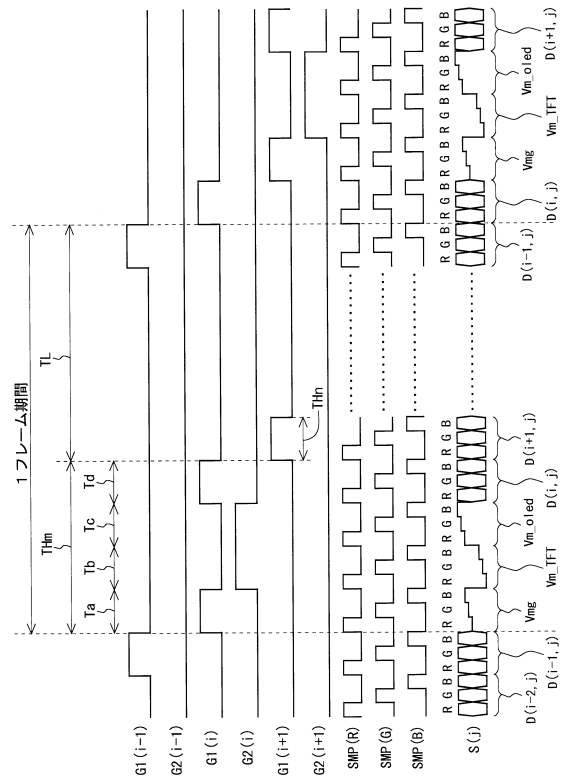 1フレーム期間
THm
TL
Ta
Tb
Tc
Td
THn
G1(i-1)
G2(i-1)
G1(i)
G2(i)
G1(i+1)
G2(i+1)
SMP(R)
SMP(G)
SMP(B)
S(j)
R G B R G B R G B R G B R G B R G B R G B
D(i-2, j)
D(i-1, j)
Vmg
Vm_TFT
Vm_oled
D(i, j)
D(i+1, j)
R G B R G B R G B R G B R G B R G B
D(i-1, j)
D(i, j)
Vmg
Vm_TFT
Vm_oled
D(i+1, j)